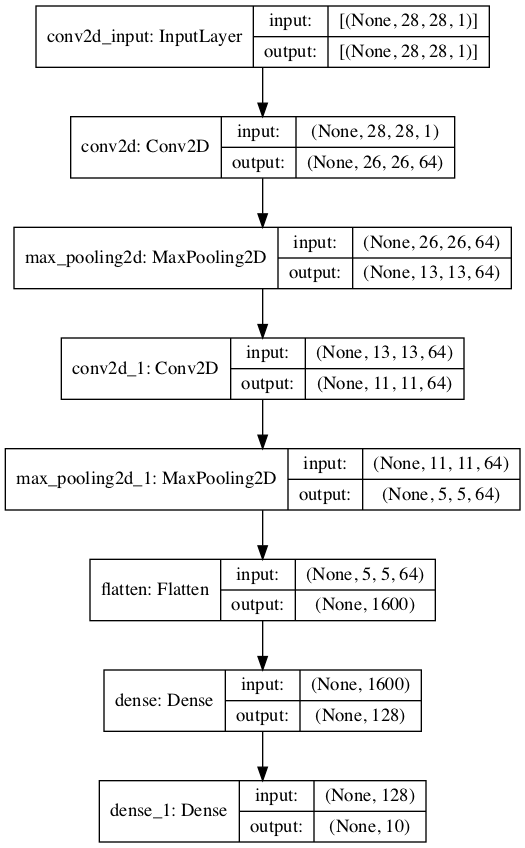 conv2d_input: InputLayer
input: [(None, 28, 28, 1)]
output: [(None, 28, 28, 1)]
conv2d: Conv2D
input: (None, 28, 28, 1)
output: (None, 26, 26, 64)
max_pooling2d: MaxPooling2D
input: (None, 26, 26, 64)
output: (None, 13, 13, 64)
conv2d_1: Conv2D
input: (None, 13, 13, 64)
output: (None, 11, 11, 64)
max_pooling2d_1: MaxPooling2D
input: (None, 11, 11, 64)
output: (None, 5, 5, 64)
flatten: Flatten
input: (None, 5, 5, 64)
output: (None, 1600)
dense: Dense
input: (None, 1600)
output: (None, 128)
dense_1: Dense
input: (None, 128)
output: (None, 10)